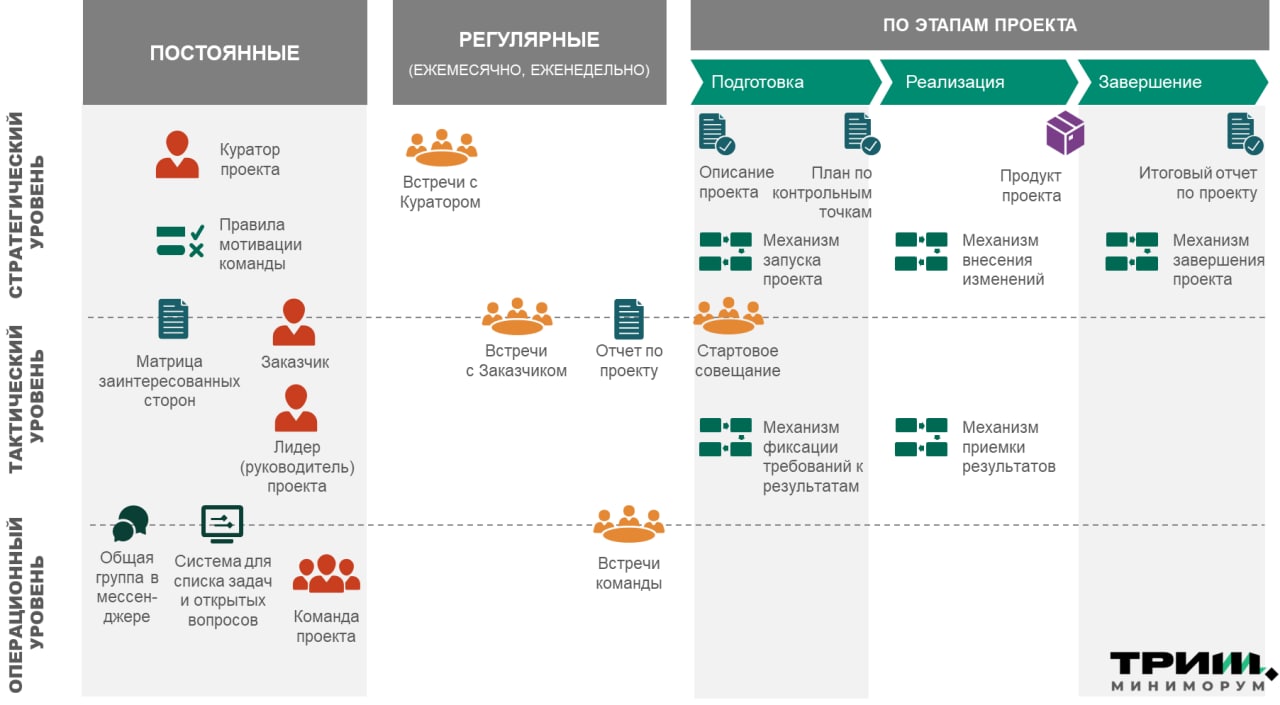 ПОСТОЯННЫЕ
РЕГУЛЯРНЫЕ
(ЕЖЕМЕСЯЧНО, ЕЖЕНЕДЕЛЬНО)
ПО ЭТАПАМ ПРОЕКТА
Подготовка
Реализация
Завершение
СТРАТЕГИЧЕСКИЙ
УРОВЕНЬ
Куратор
проекта
Правила
мотивации
команды
Встречи с
Куратором
Описание
проекта
План по
контрольным
точкам
Продукт
проекта
Итоговый отчет
по проекту
Механизм
запуска
проекта
Механизм
внесения
изменений
Механизм
завершения
проекта
ТАКТИЧЕСКИЙ
УРОВЕНЬ
Матрица
заинтересованных
сторон
Заказчик
Лидер
(руководитель)
проекта
Встречи
с Заказчиком
Отчет по
проекту
Стартовое
совещание
Механизм
фиксации
требований к
результатам
Механизм
приемки
результатов
ОПЕРАЦИОННЫЙ
УРОВЕНЬ
Общая
группа в
мессен-
джере
Система для
списка задач
и открытых
вопросов
Команда
проекта
Встречи
команды
ТРИЖ.
МИНИМОРУМ